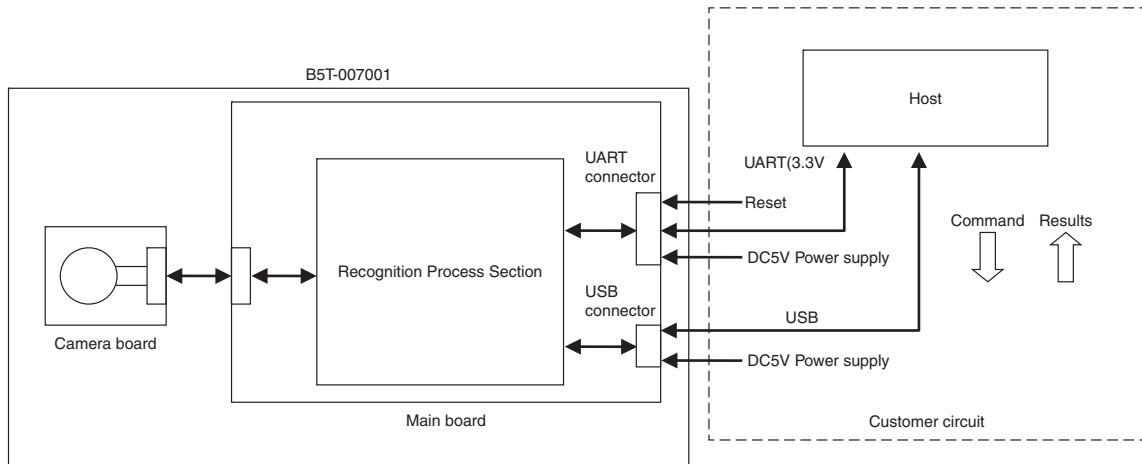 B5T-007001
Host
UART
connector
UART(3.3V
Reset
Command
Results
Recognition Process Section
DC5V Power supply
USB
connector
USB
Camera board
DC5V Power supply
Main board
Customer circuit